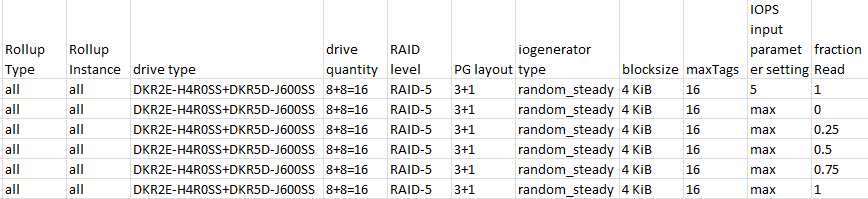 Rollup Type	Rollup Instance	drive type	drive quantity	RAID level	PG layout	iogenerator type	blocksize	maxTags	IOPS input paramet er setting	fraction Read
all	all	DKR2E-H4R0SS+DKR5D-J600SS	8+8=16	RAID-5	3+1	random_steady	4 KiB	16	5	1
all	all	DKR2E-H4R0SS+DKR5D-J600SS	8+8=16	RAID-5	3+1	random_steady	4 KiB	16	max	0
all	all	DKR2E-H4R0SS+DKR5D-J600SS	8+8=16	RAID-5	3+1	random_steady	4 KiB	16	max	0.25
all	all	DKR2E-H4R0SS+DKR5D-J600SS	8+8=16	RAID-5	3+1	random_steady	4 KiB	16	max	0.5
all	all	DKR2E-H4R0SS+DKR5D-J600SS	8+8=16	RAID-5	3+1	random_steady	4 KiB	16	max	0.75
all	all	DKR2E-H4R0SS+DKR5D-J600SS	8+8=16	RAID-5	3+1	random_steady	4 KiB	16	max	1